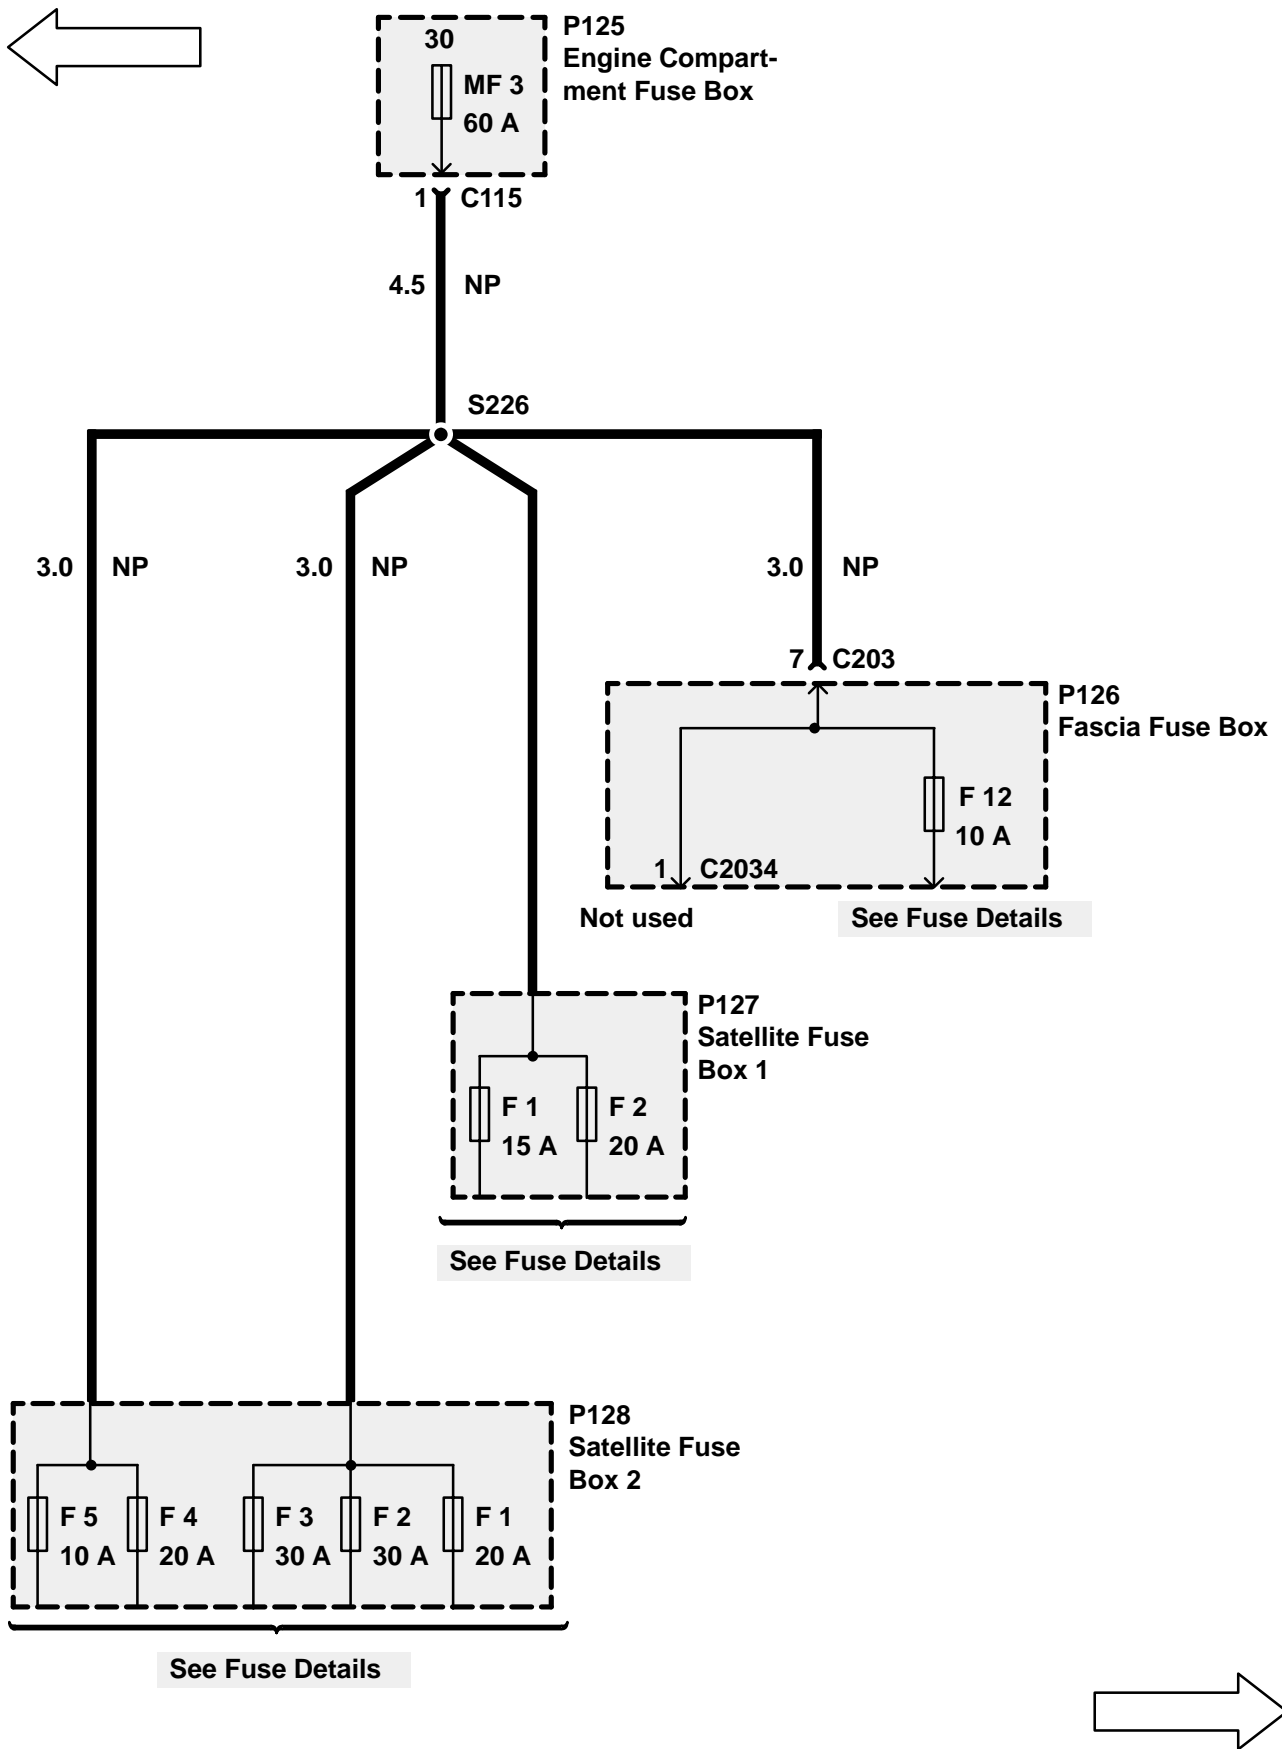 30
MF 3
60 A
P125
Engine Compart-
ment Fuse Box
1 C115
4.5 NP
S226
3.0 NP
3.0 NP
3.0 NP
7 C203
P126
Fascia Fuse Box
F 12
10 A
1 C2034
Not used
See Fuse Details
P127
Satellite Fuse
Box 1
F 1
15 A
F 2
20 A
See Fuse Details
P128
Satellite Fuse
Box 2
F 5
10 A
F 4
20 A
F 3
30 A
F 2
30 A
F 1
20 A
See Fuse Details